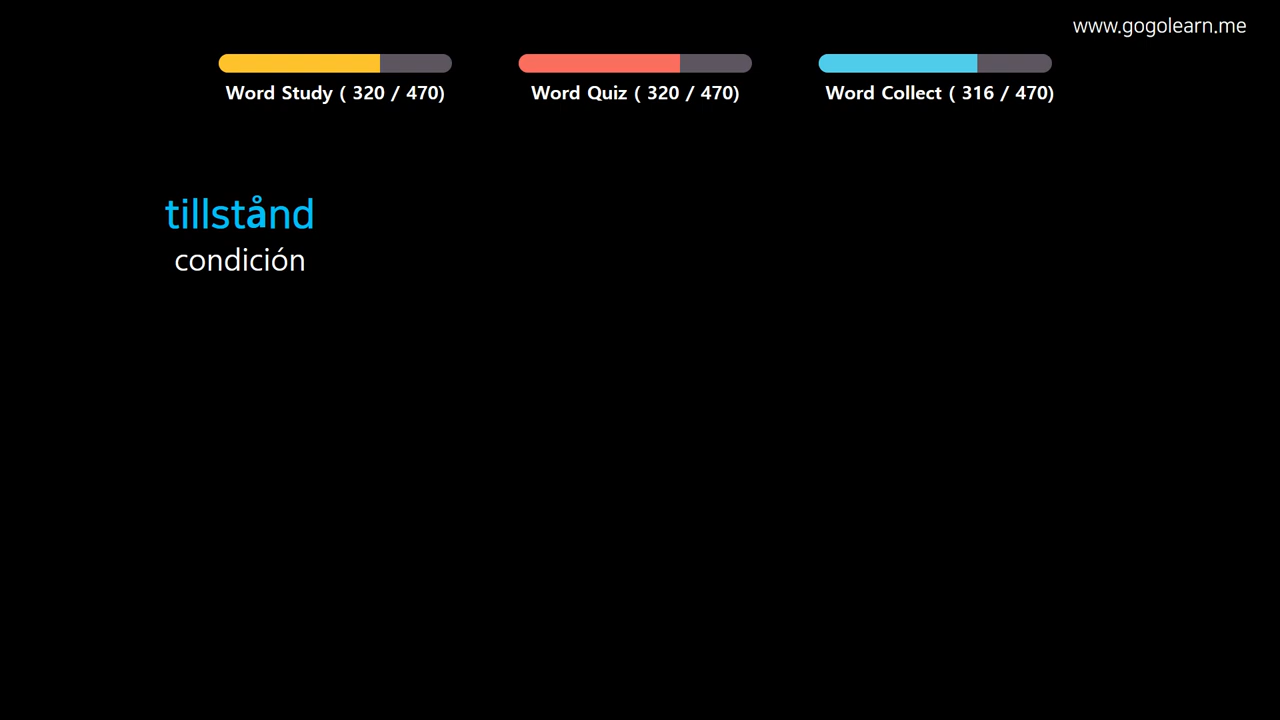 www.gogolearn.me
Word Study ( 320 / 470)
Word Quiz ( 320 / 470)
Word Collect ( 316 / 470)
tillstånd
condición